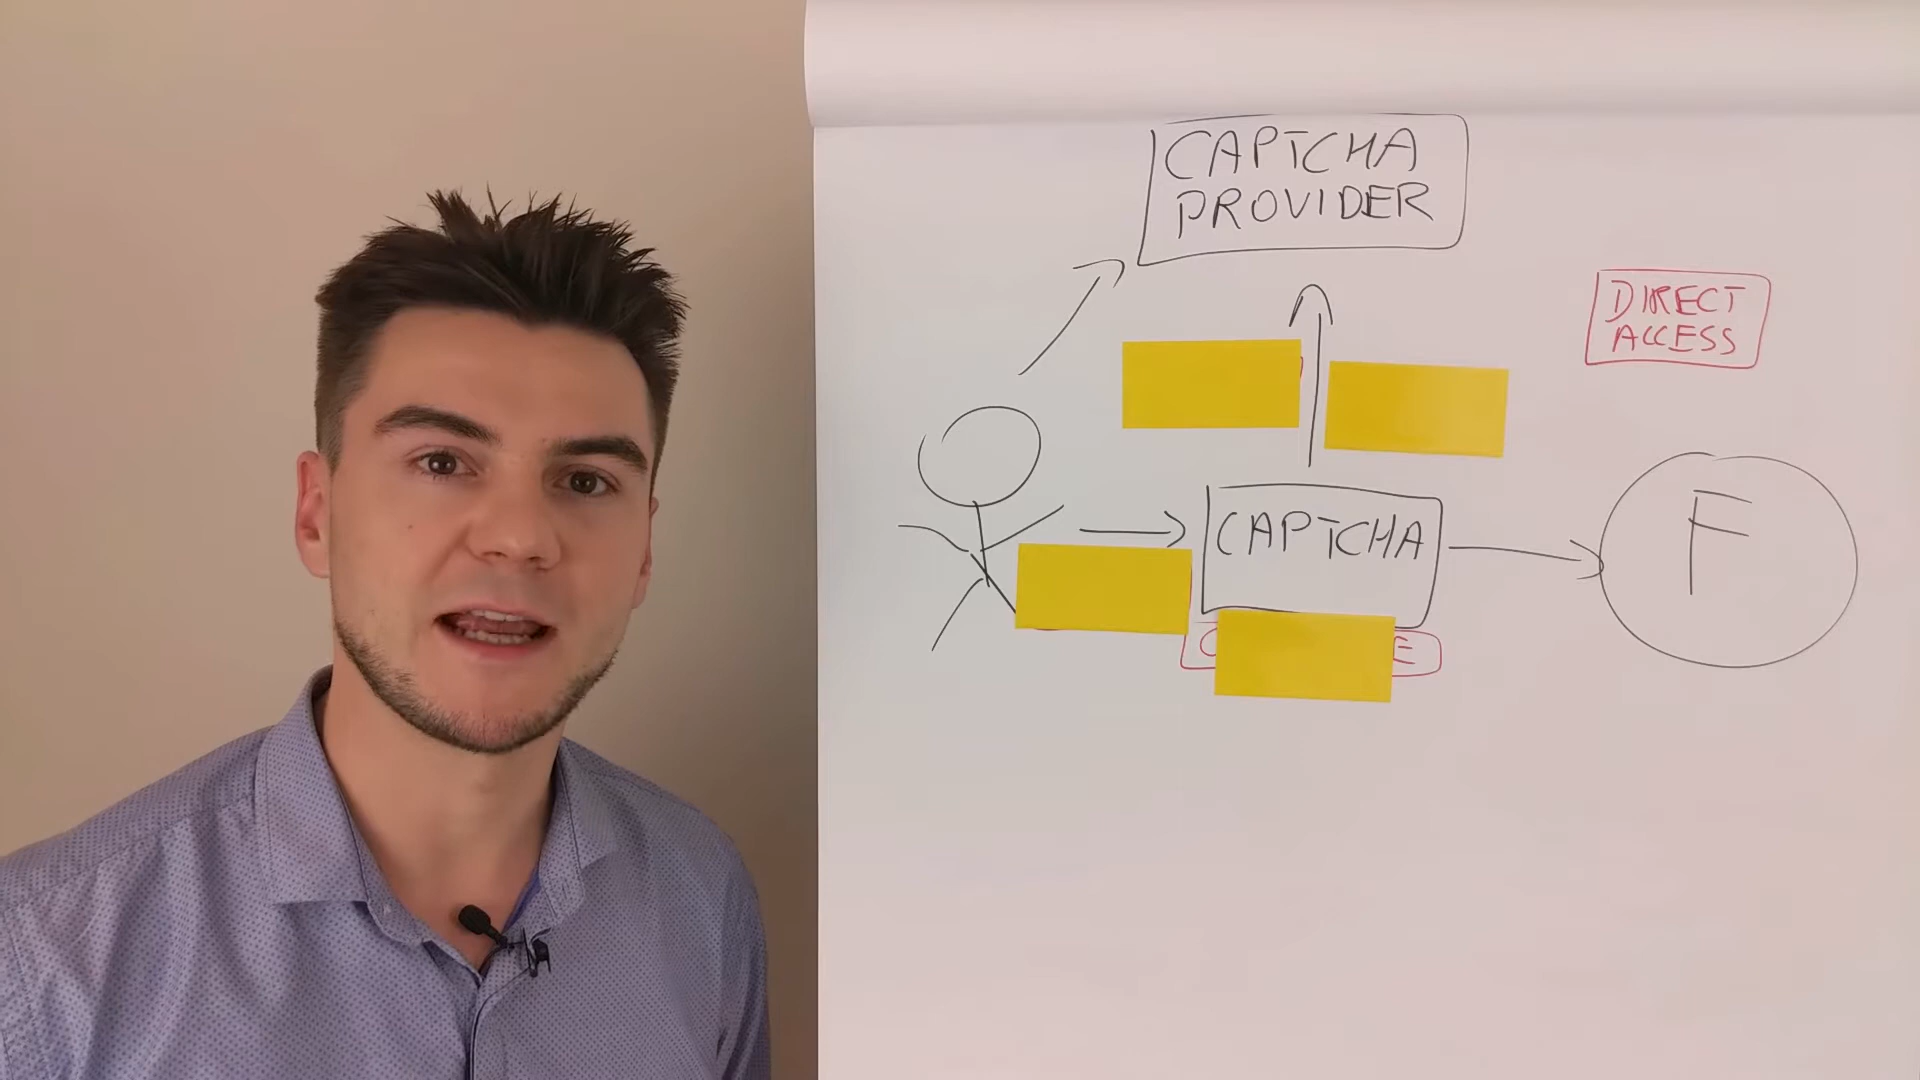 CAPTCHA
PROVIDER
DIRECT
ACCESS
CAPTCHA
F